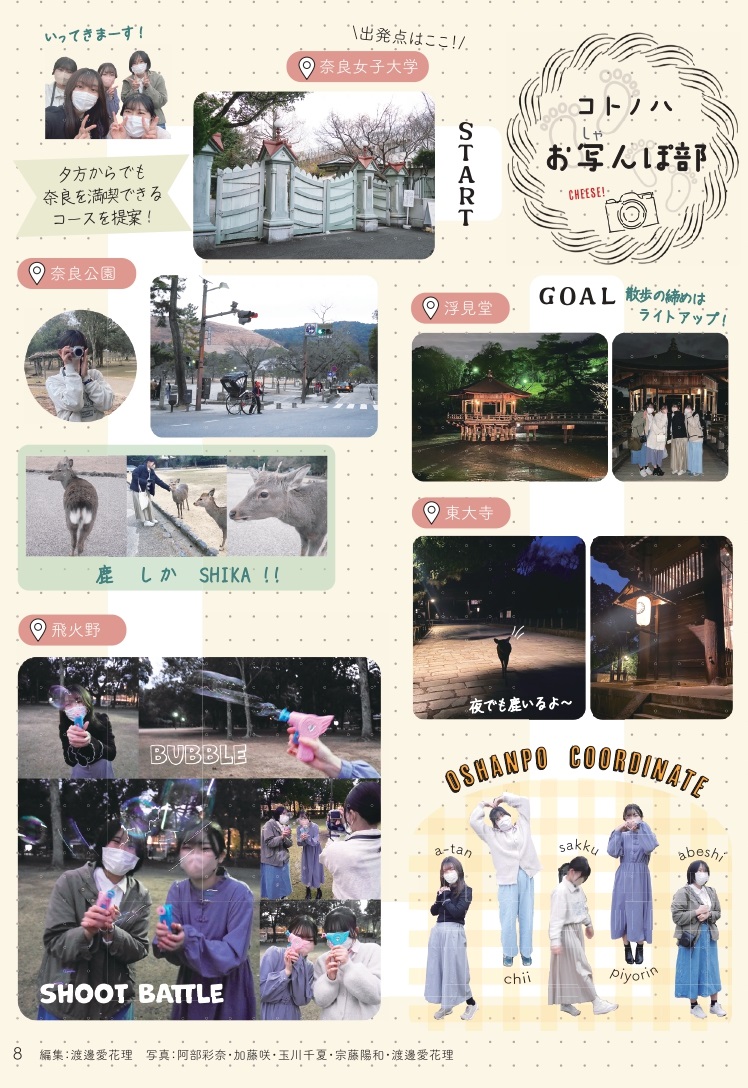 いってきまーす!
\出発点はここ!/
奈良女子大学
コトノハ
しゃ
お写んぽ部
CHEESE!
START
夕方からでも
奈良を満喫できる
コースを提案!
奈良公園
鹿 しか SHIKA !!
飛火野
BUBBLE
SHOOT BATTLE
GOAL
散歩の締めは
ライトアップ!
浮見堂
東大寺
夜でも鹿いるよ〜
OSHANPO COORDINATE
a-tan
chii
sakku
piyorin
abeshi
8 編集:渡邊愛花理 写真:阿部彩奈・加藤咲・玉川千夏・宗藤陽和・渡邊愛花理